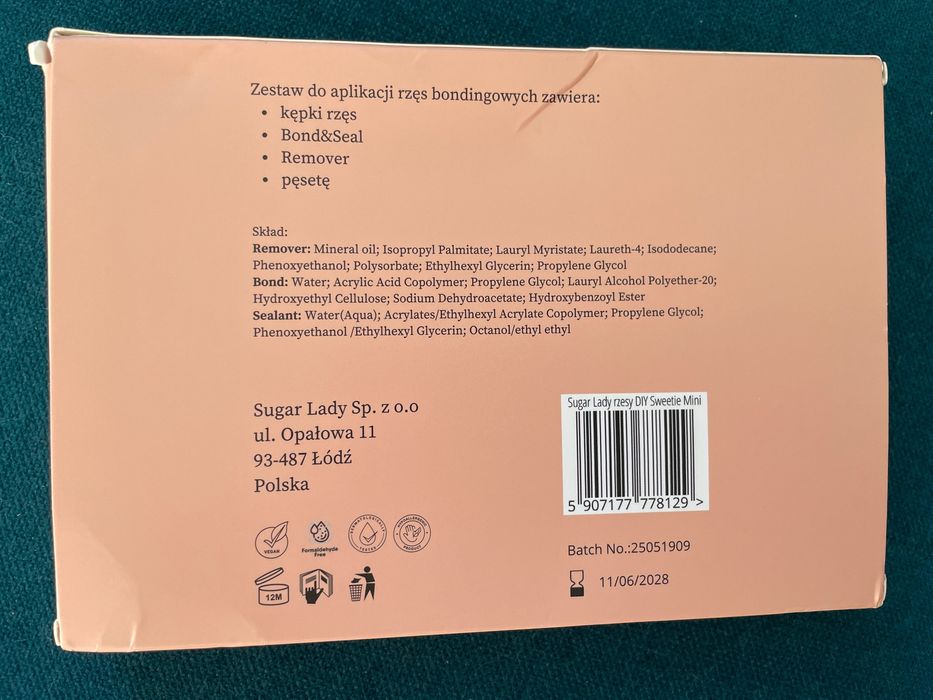 Zestaw do aplikacji rzęs bondingowych zawiera:
• kępki rzęs
• Bond&Seal
• Remover
• pęsetę
Skład:
Remover: Mineral oil; Isopropyl Palmitate; Lauryl Myristate; Laureth-4; Isododecane;
Phenoxyethanol; Polysorbate; Ethylhexyl Glycerin; Propylene Glycol
Bond: Water; Acrylic Acid Copolymer; Propylene Glycol; Lauryl Alcohol Polyether-20;
Hydroxyethyl Cellulose; Sodium Dehydroacetate; Hydroxybenzoyl Ester
Sealant: Water(Aqua); Acrylates/Ethylhexyl Acrylate Copolymer; Propylene Glycol;
Phenoxyethanol /Ethylhexyl Glycerin; Octanol/ethyl ethyl
Sugar Lady Sp. z o.o
ul. Opałowa 11
93-487 Łódź
Polska
Sugar Lady rzesy DIY Sweetie Mini
5 907177 778129 >
VEGAN
Formaldehyde
Free
DERMATOLOGICALLY
TESTED
HYPOALLERGENIC
PRODUCT
12M
Batch No.:25051909
11/06/2028